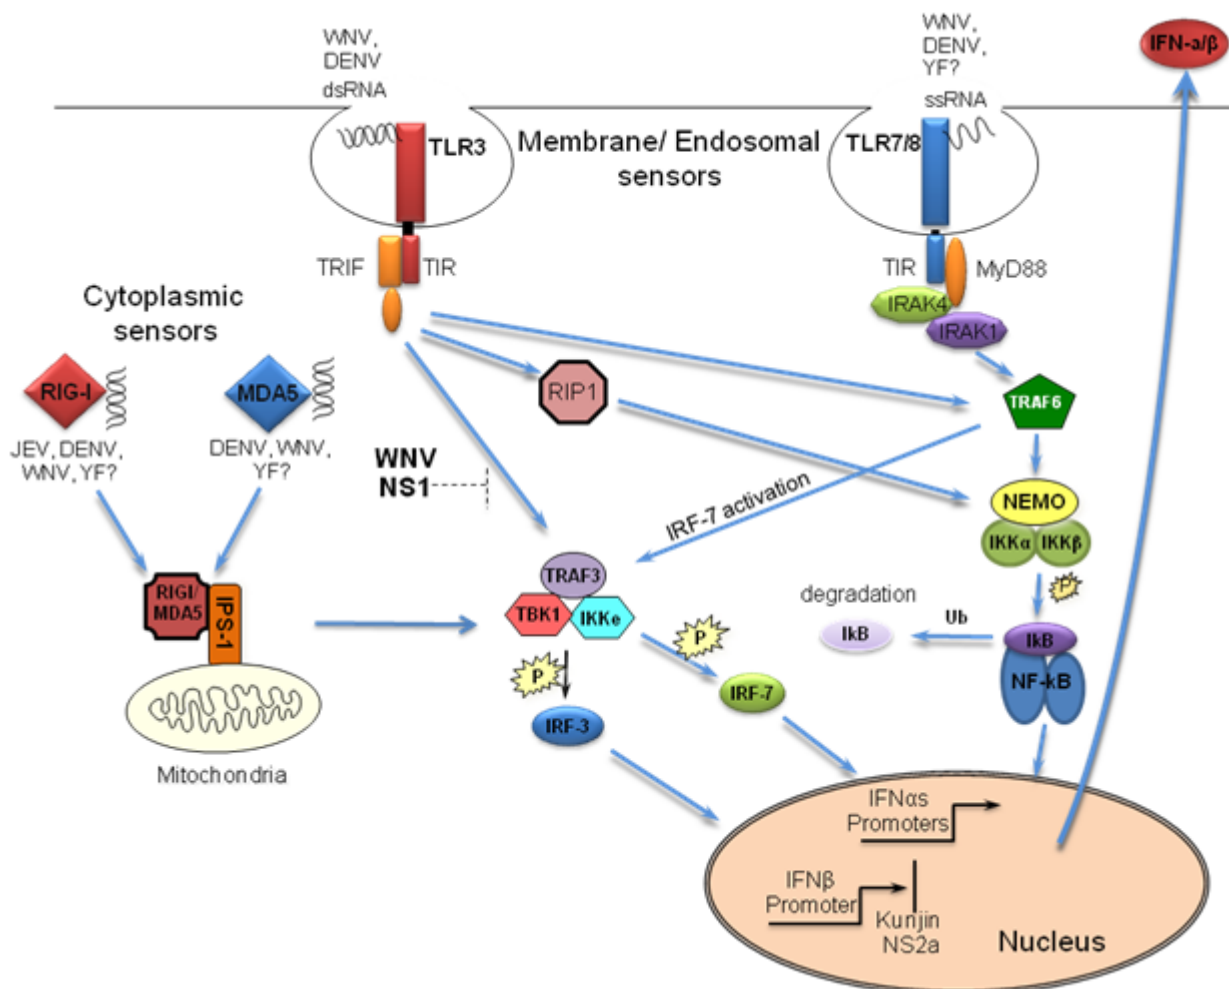 WNV,
DENV
dsRNA
TLR3
Membrane/ Endosomal
sensors
WNV,
DENV,
YF?
ssRNA
TLR7/8
IFN-a/β
TRIF
TIR
TIR
MyD88
IRAK4
IRAK1
Cytoplasmic
sensors
RIG-I
MDA5
JEV, DENV,
WNV, YF?
DENV, WNV,
YF?
RIP1
TRAF6
WNV
NS1
IRF-7 activation
NEMO
IKKα
IKKβ
P
TRAF3
TBK1
IKKe
RIGI/
MDA5
IPS-1
degradation
IkB
Ub
IkB
NF-kB
P
P
IRF-7
IRF-3
Mitochondria
IFNαs
Promoters
IFNβ
Promoter
Kunjin
NS2a
Nucleus